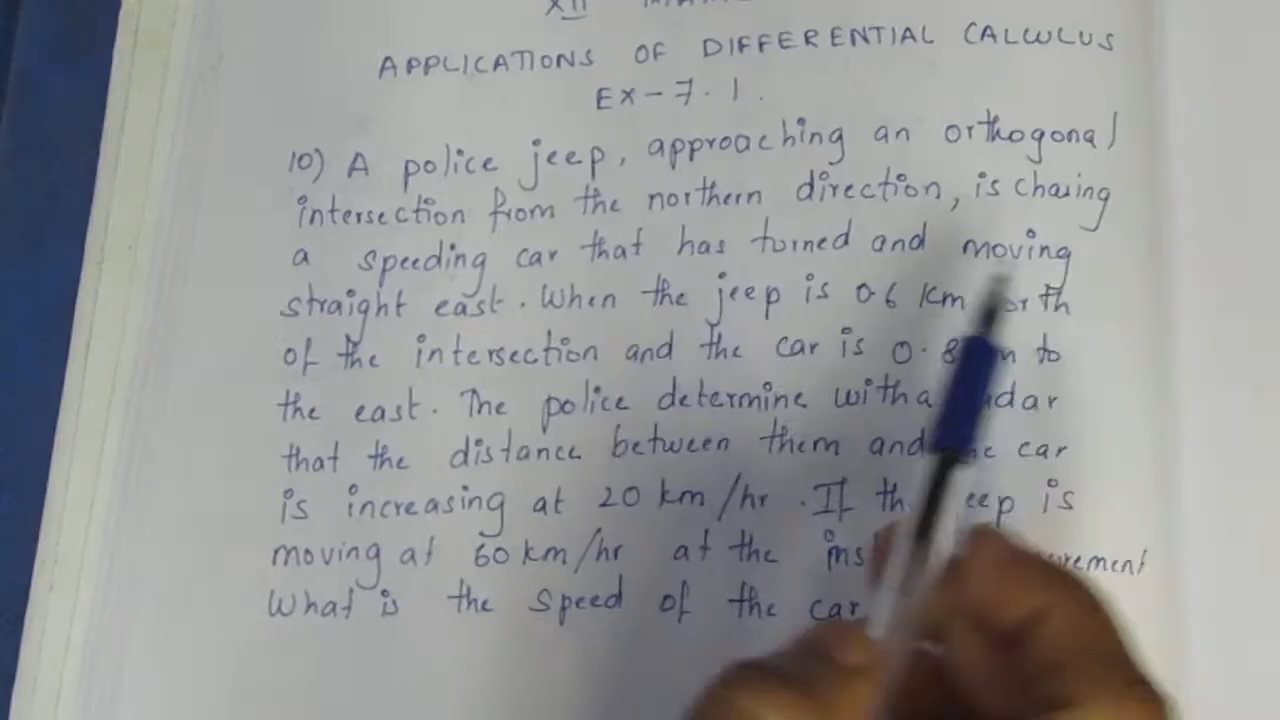 XII
APPLICATIONS OF DIFFERENTIAL CALCULUS
EX-7.1.
10) A police jeep, approaching an orthogonal
intersection from the northern direction, is chasing
a speeding car that has turned and moving
straight east. When the jeep is 0.6 km
of the intersection and the car is 0.8 to
the east. The police determine with a
that the distance between them and car
is increasing at 20 km/hr. If is
moving at 60 km/hr at the
What is the speed of the car